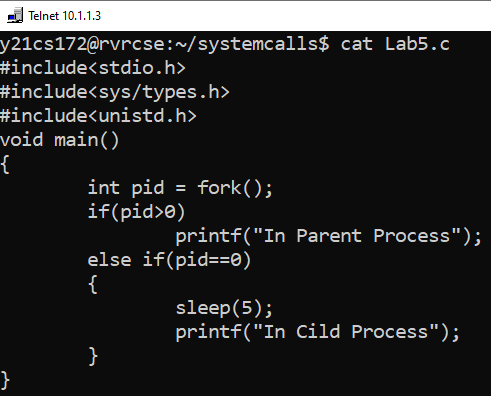 Telnet 10.1.1.3
y21cs172@rvrcse:~/systemcalls$ cat Lab5.c
#include<stdio.h>
#include<sys/types.h>
#include<unistd.h>
void main()
{
        int pid = fork();
        if(pid>0)
                printf("In Parent Process");
        else if(pid==0)
        {
                sleep(5);
                printf("In Cild Process");
        }
}